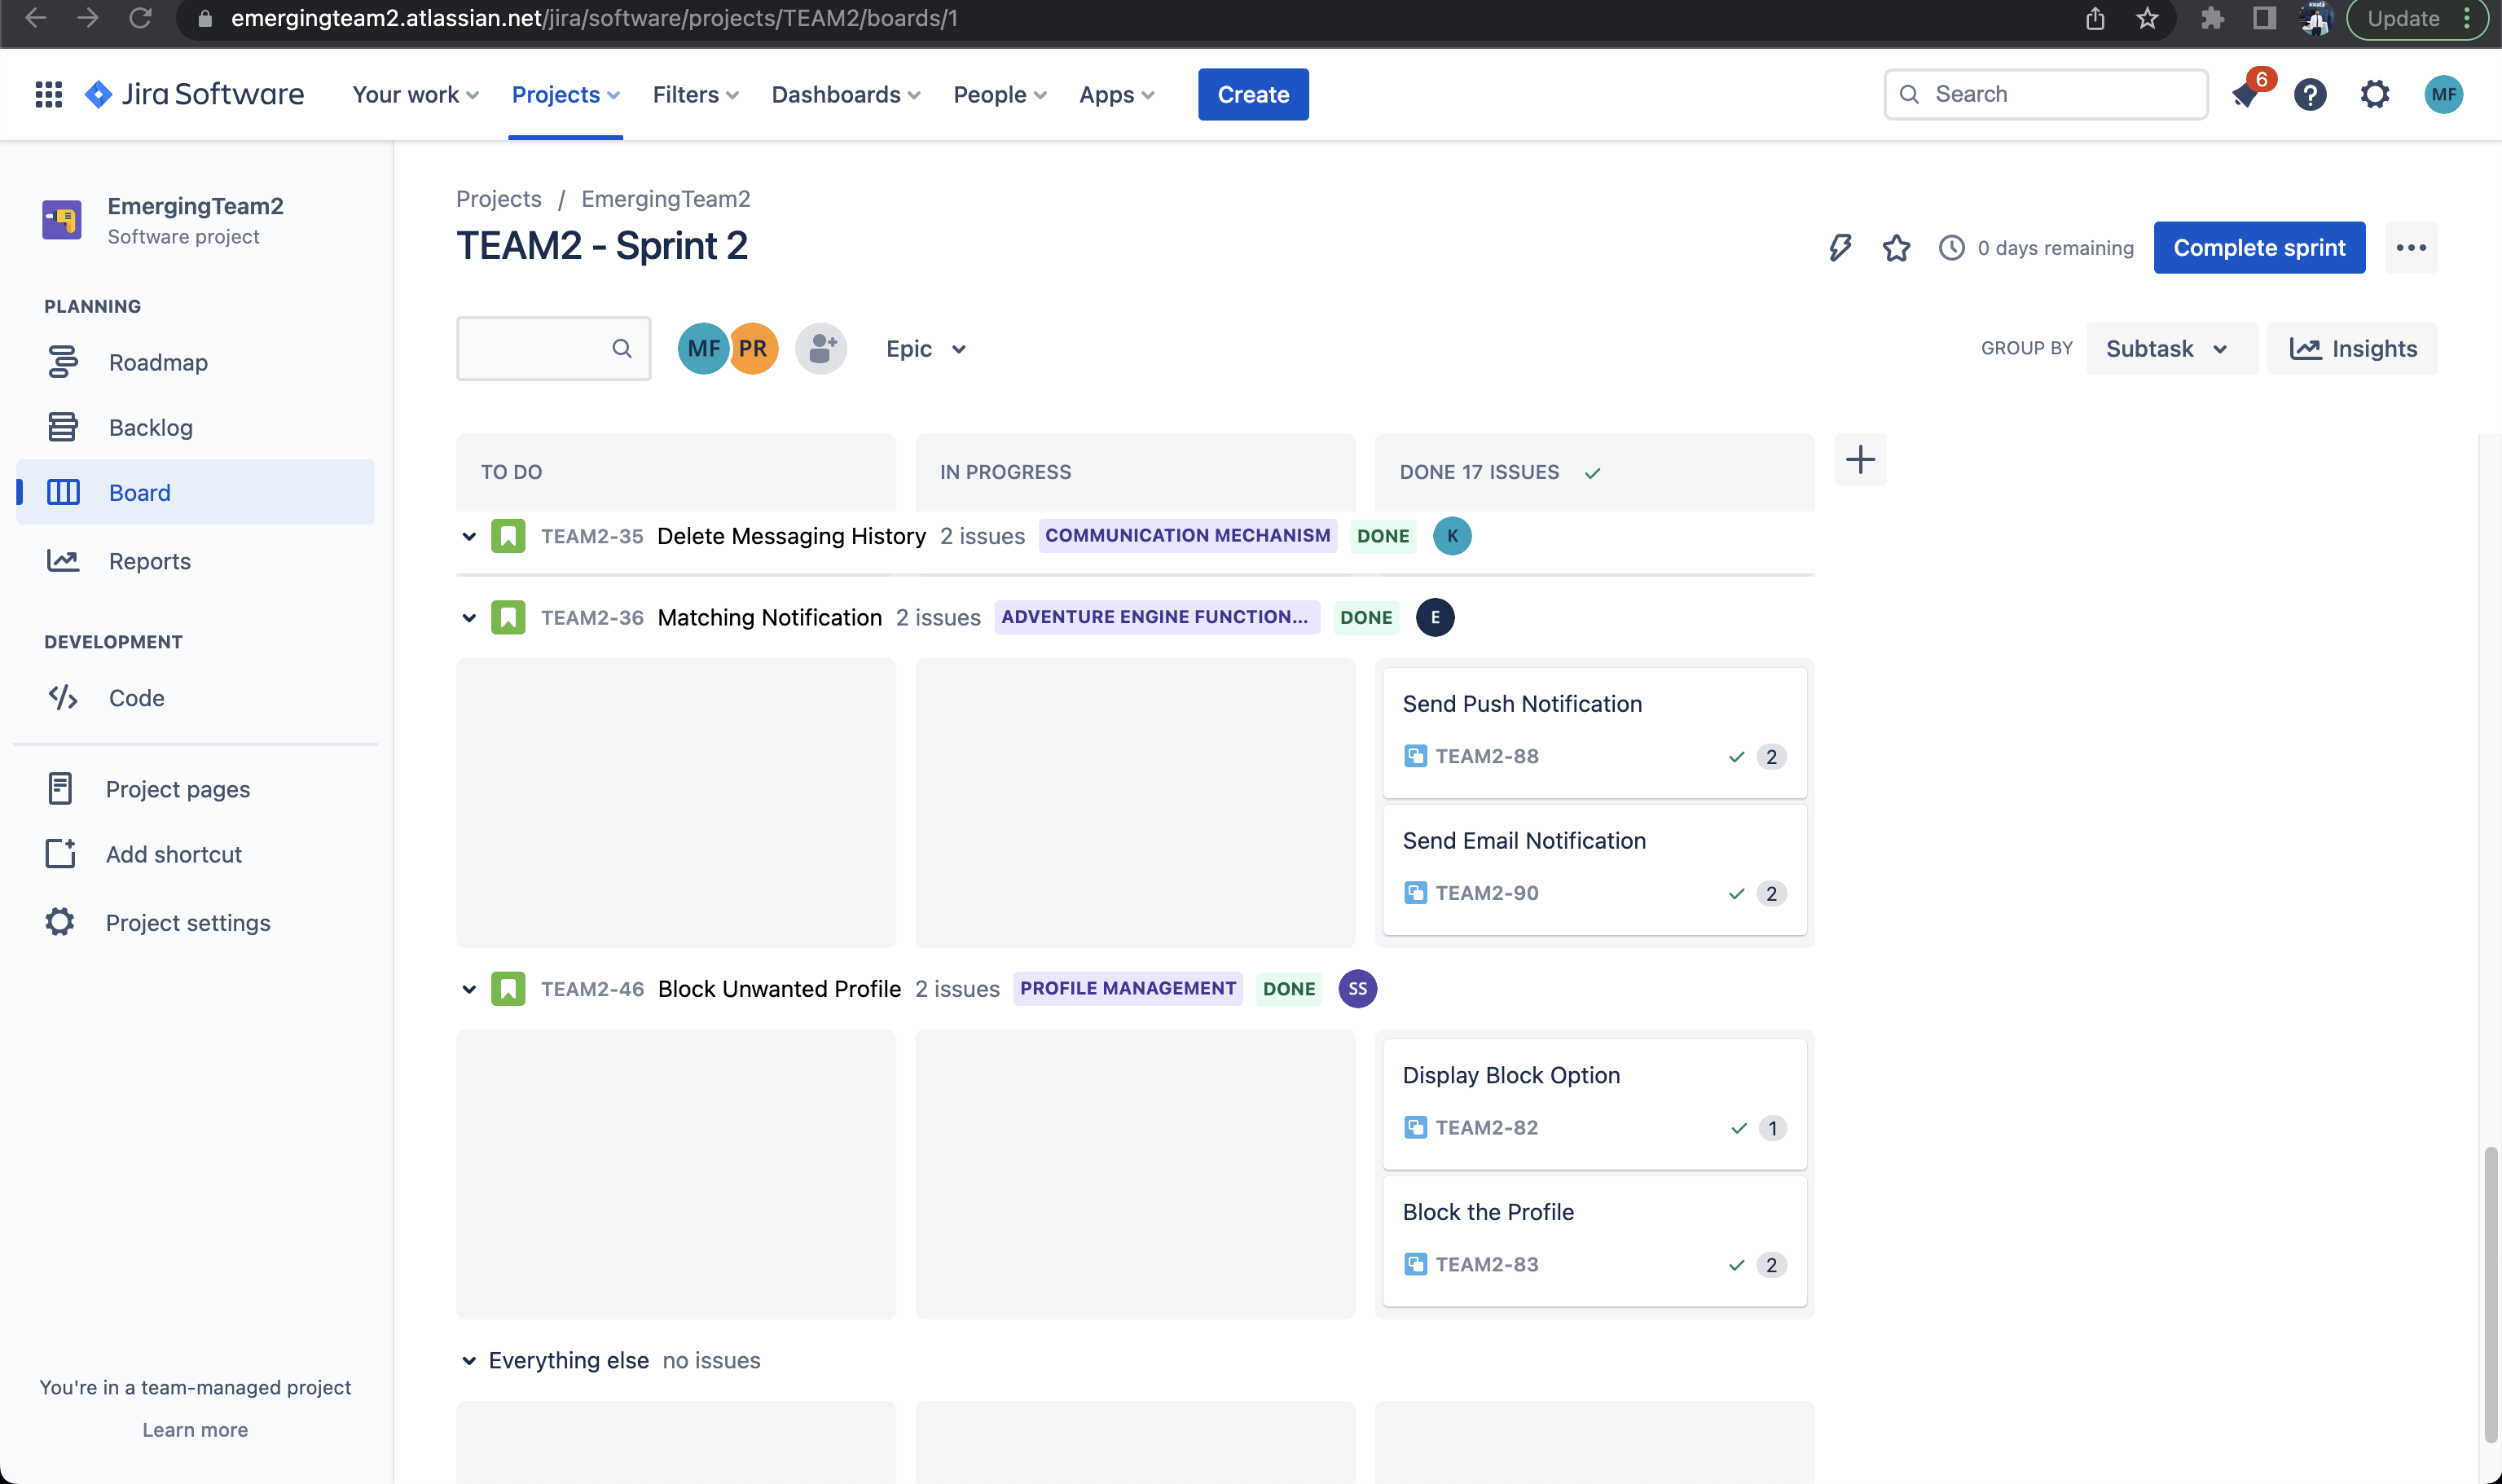 emergingteam2.atlassian.net/jira/software/projects/TEAM2/boards/1
Update
Jira Software
Your work
Projects
Filters
Dashboards
People
Apps
Create
Search
6
MF
EmergingTeam2
Software project
PLANNING
Roadmap
Backlog
Board
Reports
DEVELOPMENT
Code
Project pages
Add shortcut
Project settings
You're in a team-managed project
Learn more
Projects / EmergingTeam2
TEAM2 - Sprint 2
0 days remaining
Complete sprint
MF PR
Epic
GROUP BY
Subtask
Insights
TO DO
IN PROGRESS
DONE 17 ISSUES
TEAM2-35 Delete Messaging History 2 issues COMMUNICATION MECHANISM DONE K
TEAM2-36 Matching Notification 2 issues ADVENTURE ENGINE FUNCTION... DONE E
Send Push Notification
TEAM2-88 2
Send Email Notification
TEAM2-90 2
TEAM2-46 Block Unwanted Profile 2 issues PROFILE MANAGEMENT DONE SS
Display Block Option
TEAM2-82 1
Block the Profile
TEAM2-83 2
Everything else no issues